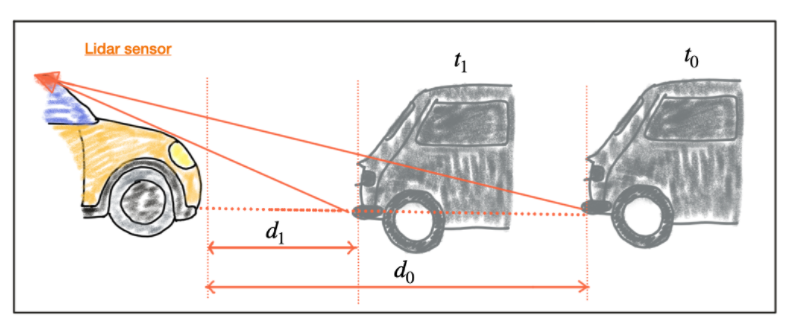 Lidar sensor
t₁
t₀
d₁
d₀